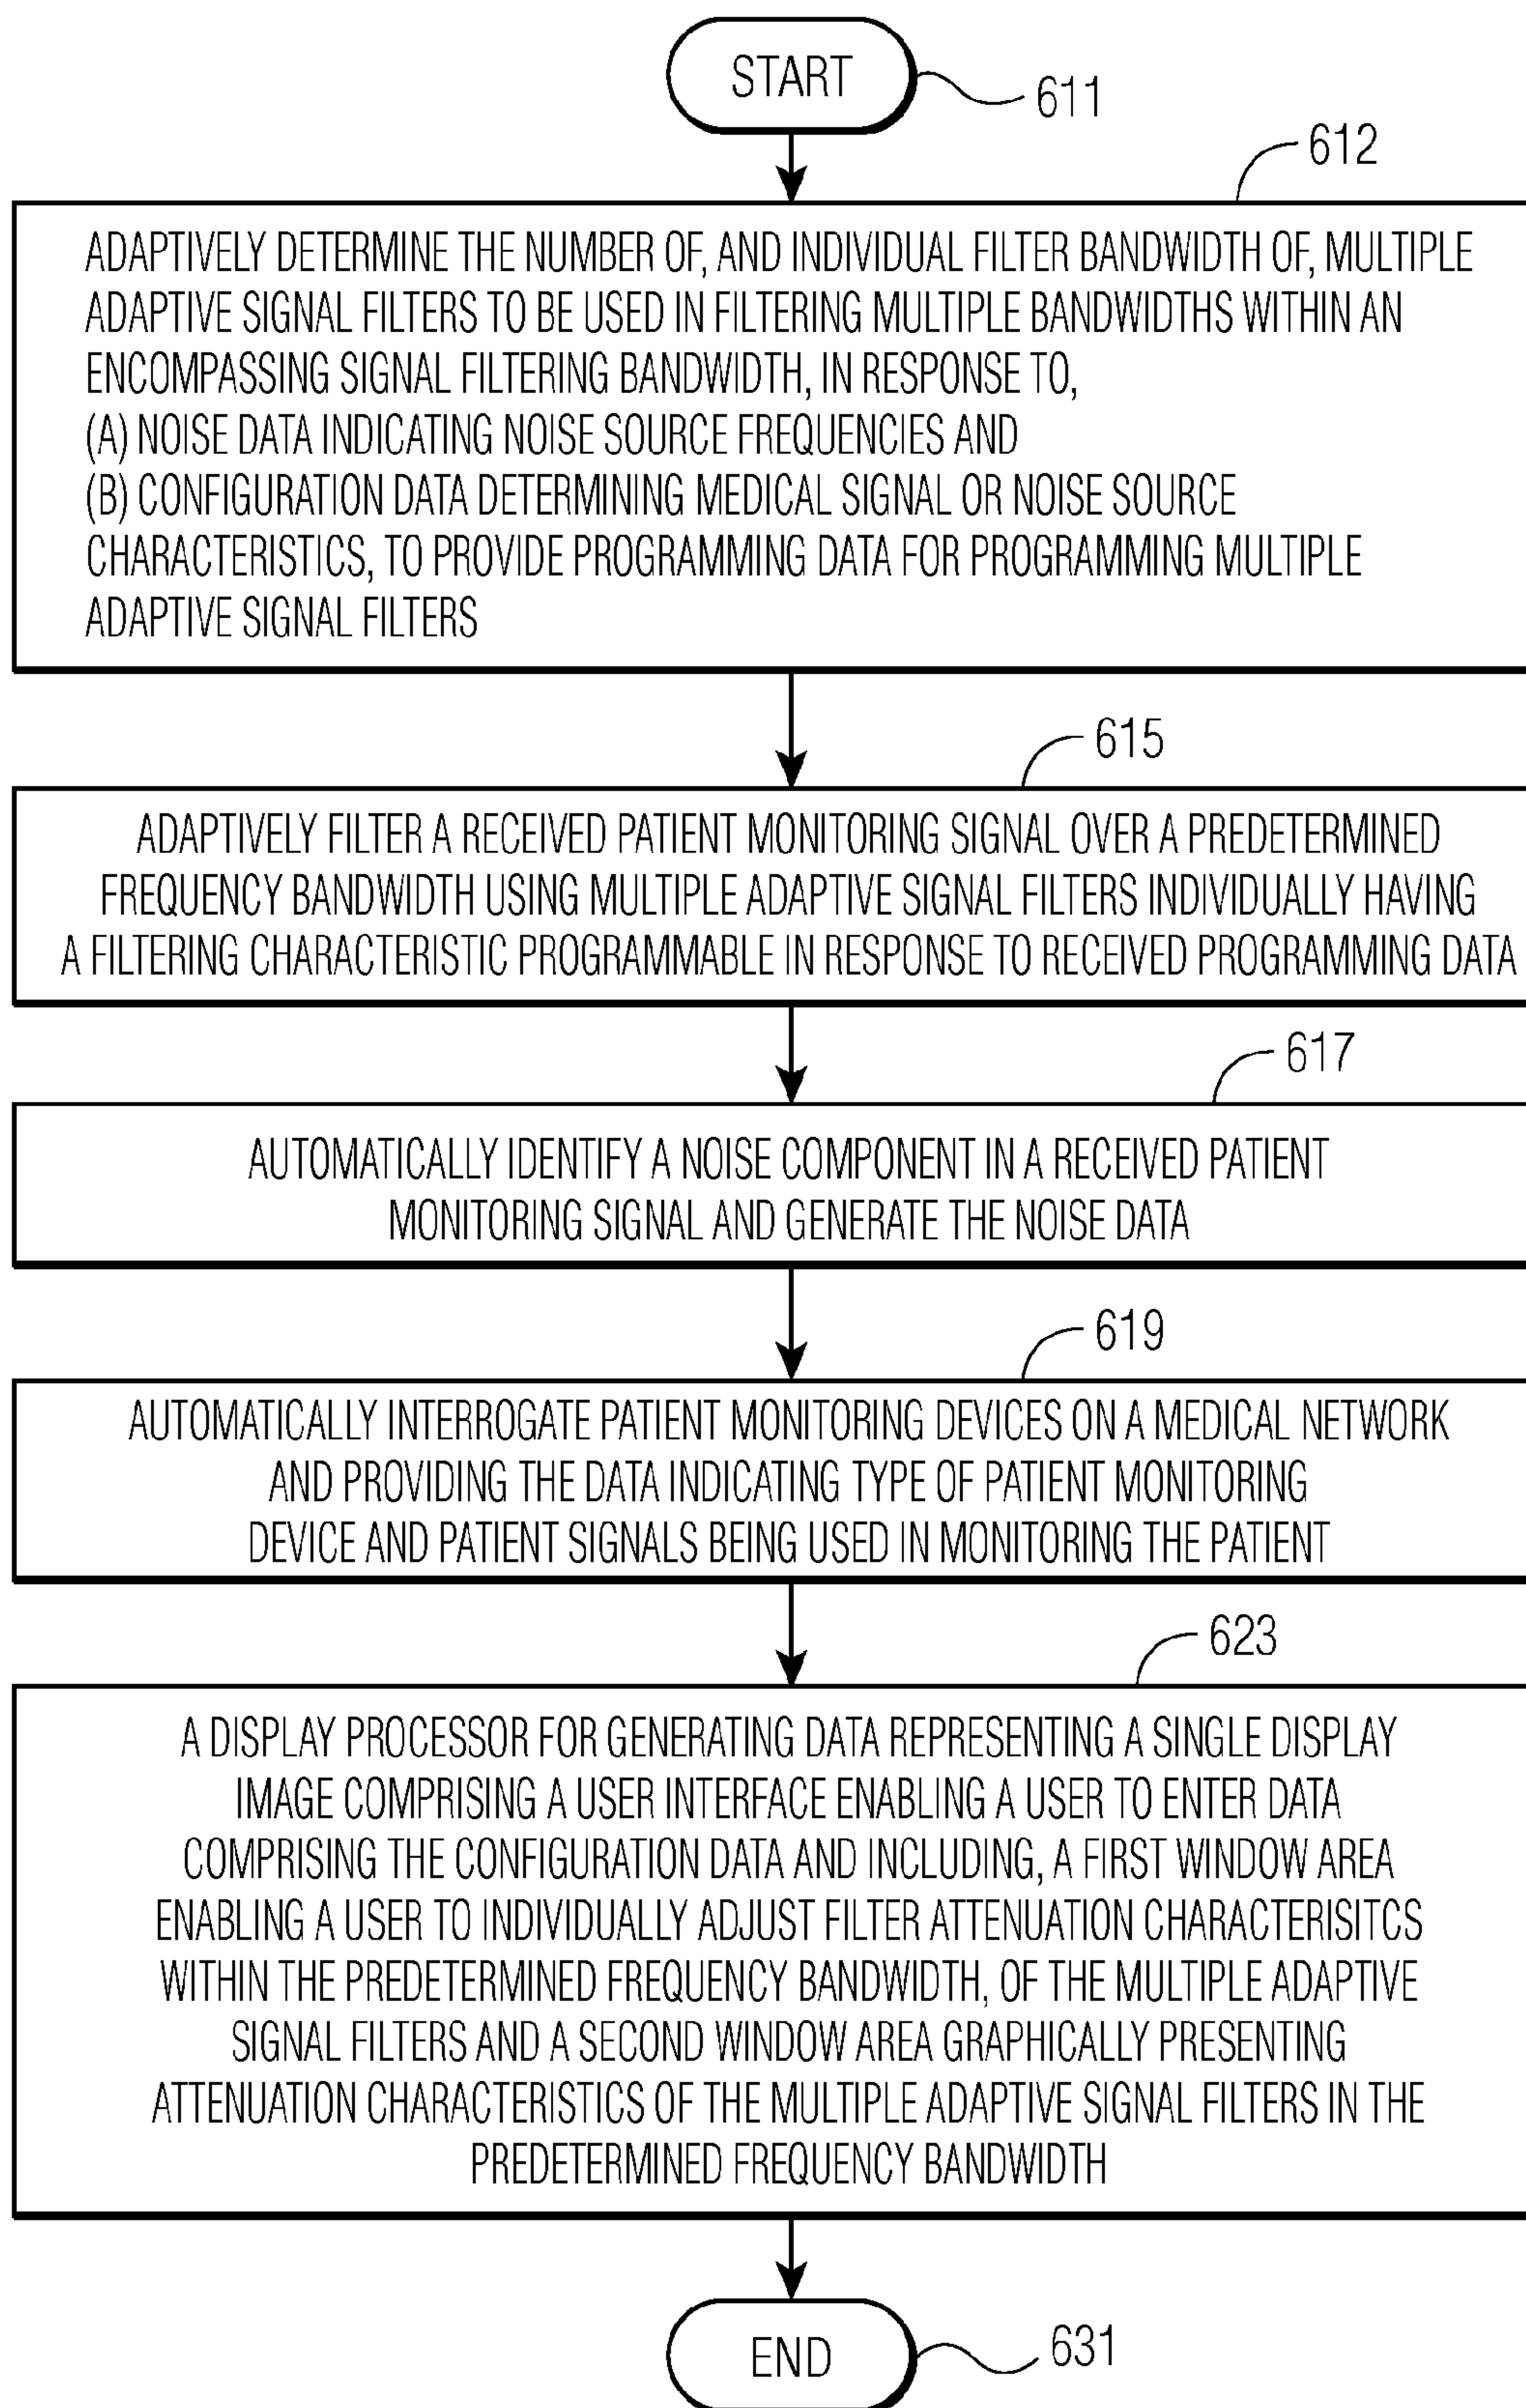 START
611
612
ADAPTIVELY DETERMINE THE NUMBER OF, AND INDIVIDUAL FILTER BANDWIDTH OF, MULTIPLE
ADAPTIVE SIGNAL FILTERS TO BE USED IN FILTERING MULTIPLE BANDWIDTHS WITHIN AN
ENCOMPASSING SIGNAL FILTERING BANDWIDTH, IN RESPONSE TO,
(A) NOISE DATA INDICATING NOISE SOURCE FREQUENCIES AND
(B) CONFIGURATION DATA DETERMINING MEDICAL SIGNAL OR NOISE SOURCE
CHARACTERISTICS, TO PROVIDE PROGRAMMING DATA FOR PROGRAMMING MULTIPLE
ADAPTIVE SIGNAL FILTERS
615
ADAPTIVELY FILTER A RECEIVED PATIENT MONITORING SIGNAL OVER A PREDETERMINED
FREQUENCY BANDWIDTH USING MULTIPLE ADAPTIVE SIGNAL FILTERS INDIVIDUALLY HAVING
A FILTERING CHARACTERISTIC PROGRAMMABLE IN RESPONSE TO RECEIVED PROGRAMMING DATA
617
AUTOMATICALLY IDENTIFY A NOISE COMPONENT IN A RECEIVED PATIENT
MONITORING SIGNAL AND GENERATE THE NOISE DATA
619
AUTOMATICALLY INTERROGATE PATIENT MONITORING DEVICES ON A MEDICAL NETWORK
AND PROVIDING THE DATA INDICATING TYPE OF PATIENT MONITORING
DEVICE AND PATIENT SIGNALS BEING USED IN MONITORING THE PATIENT
623
A DISPLAY PROCESSOR FOR GENERATING DATA REPRESENTING A SINGLE DISPLAY
IMAGE COMPRISING A USER INTERFACE ENABLING A USER TO ENTER DATA
COMPRISING THE CONFIGURATION DATA AND INCLUDING, A FIRST WINDOW AREA
ENABLING A USER TO INDIVIDUALLY ADJUST FILTER ATTENUATION CHARACTERISITCS
WITHIN THE PREDETERMINED FREQUENCY BANDWIDTH, OF THE MULTIPLE ADAPTIVE
SIGNAL FILTERS AND A SECOND WINDOW AREA GRAPHICALLY PRESENTING
ATTENUATION CHARACTERISTICS OF THE MULTIPLE ADAPTIVE SIGNAL FILTERS IN THE
PREDETERMINED FREQUENCY BANDWIDTH
END
631